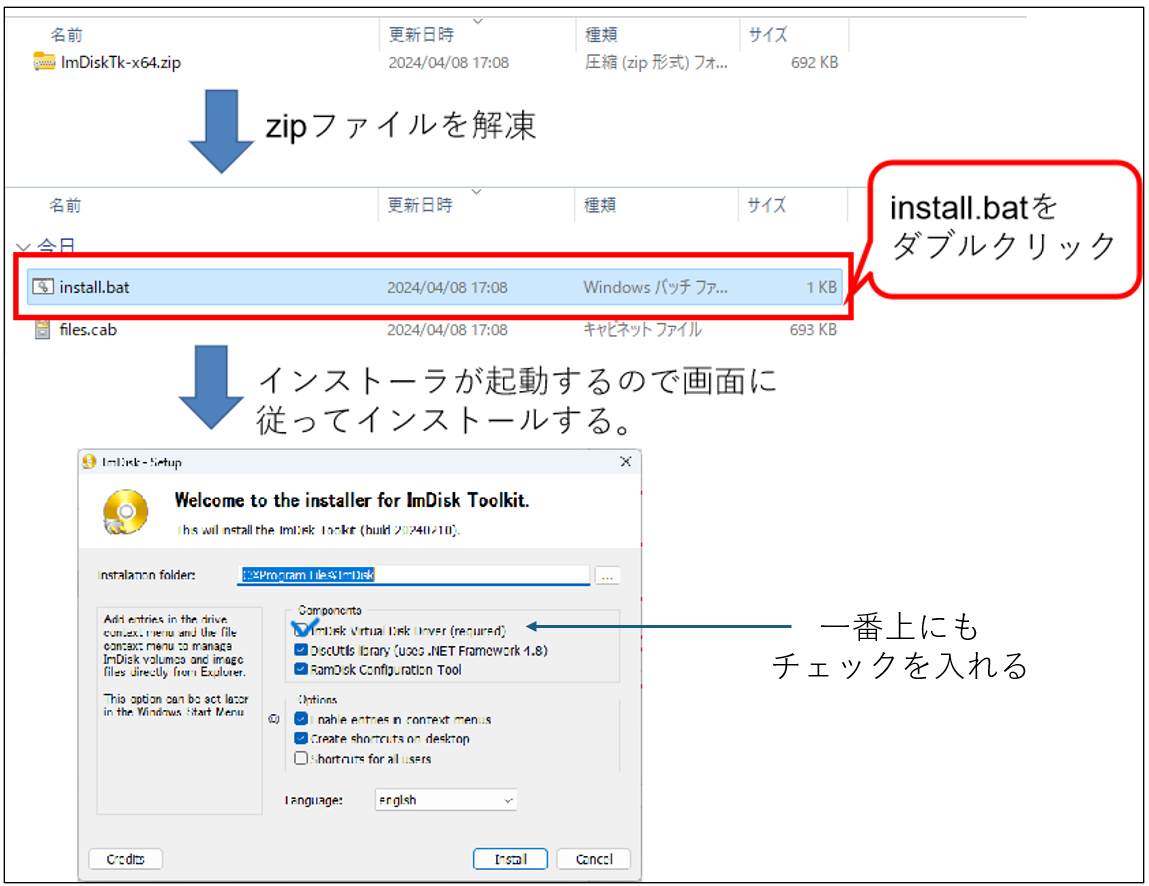 名前 更新日時 種類 サイズ
ImDiskTk-x64.zip 2024/04/08 17:08 圧縮 (zip 形式) フォ... 692 KB
zipファイルを解凍
名前 更新日時 種類 サイズ
今日
install.bat 2024/04/08 17:08 Windows バッチ ファ... 1 KB
files.cab 2024/04/08 17:08 キャビネット ファイル 693 KB
install.batを
ダブルクリック
インストーラが起動するので画面に
従ってインストールする。
ImDisk - Setup
Welcome to the installer for ImDisk Toolkit.
This will install the ImDisk Toolkit (build 20240210).
Installation folder: C:¥Program Files¥ImDisk ...
Add entries in the drive
context menu and the file
context menu to manage
ImDisk volumes and image
files directly from Explorer.
This option can be set later
in the Windows Start Menu
Components
ImDisk Virtual Disk Driver (required)
DiscUtils library (uses .NET Framework 4.8)
RamDisk Configuration Tool
Options
Enable entries in context menus
Create shortcuts on desktop
Shortcuts for all users
Language: english
Credits Install Cancel
一番上にも
チェックを入れる